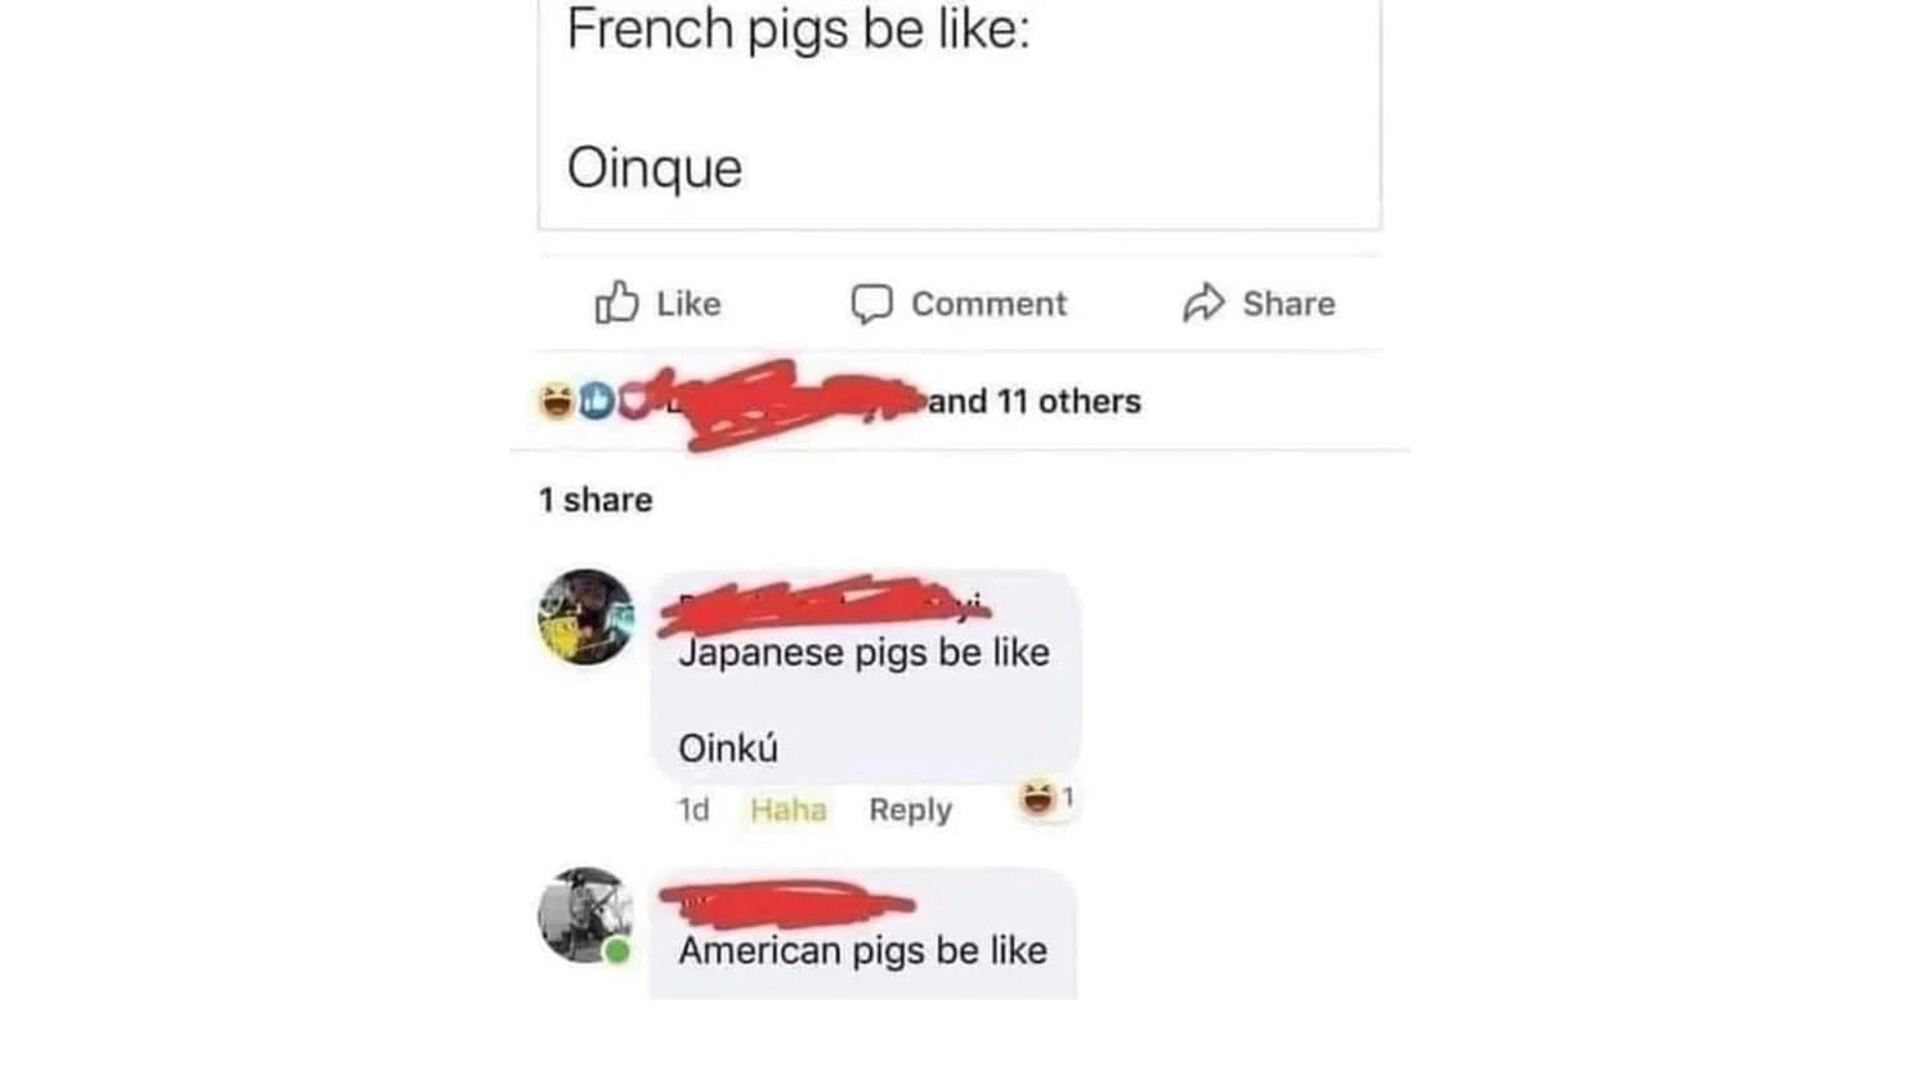 French pigs be like:
Oinque
Like Comment Share
and 11 others
1 share
Japanese pigs be like
Oinkú
1d Haha Reply 1
American pigs be like